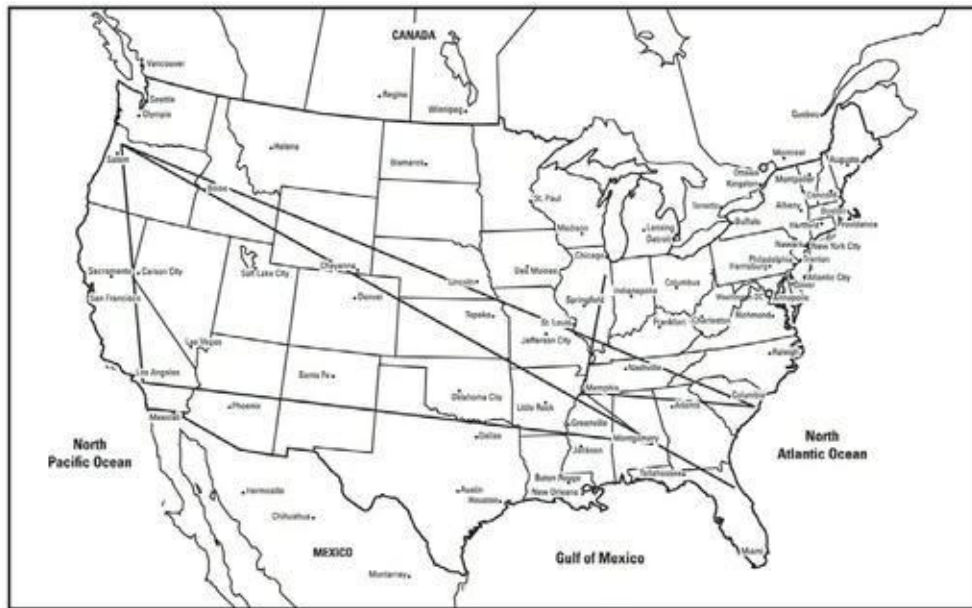 CANADA
Vancouver
Seattle
Olympia
Regina
Winnipeg
Quebec
Salem
Helena
Bismarck
Montreal
Ottawa
Kingston
Montpelier
Augusta
Boise
St. Paul
Toronto
Albany
Concord
Boston
Buffalo
Hartford
Providence
Madison
Lansing
Detroit
Newark
New York City
Chicago
Philadelphia
Trenton
Harrisburg
Sacramento
Carson City
Salt Lake City
Cheyenne
Lincoln
Des Moines
Atlantic City
Dover
San Francisco
Denver
Springfield
Indianapolis
Columbus
Washington DC
Annapolis
Topeka
St. Louis
Jefferson City
Frankfort
Charleston
Richmond
Las Vegas
Raleigh
Los Angeles
Santa Fe
Nashville
Memphis
Columbia
Oklahoma City
Little Rock
Atlanta
Phoenix
Mexicali
Greenville
Montgomery
North
Pacific Ocean
Dallas
Jackson
North
Atlantic Ocean
Tallahassee
Baton Rouge
New Orleans
Hermosillo
Austin
Houston
Chihuahua
MEXICO
Gulf of Mexico
Miami
Monterrey